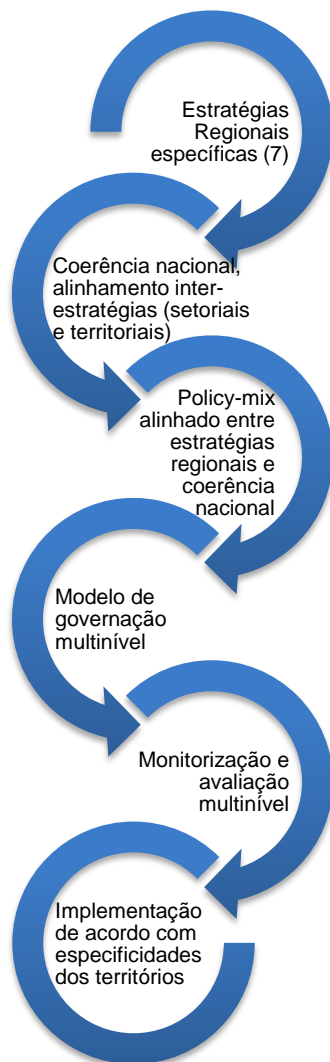 Estratégias
Regionais
específicas (7)
Coerência nacional,
alinhamento inter-
estratégias (setoriais
e territoriais)
Policy-mix
alinhado entre
estratégias
regionais e
coerência
nacional
Modelo de
governação
multinível
Monitorização e
avaliação
multinível
Implementação
de acordo com
especificidades
dos territórios